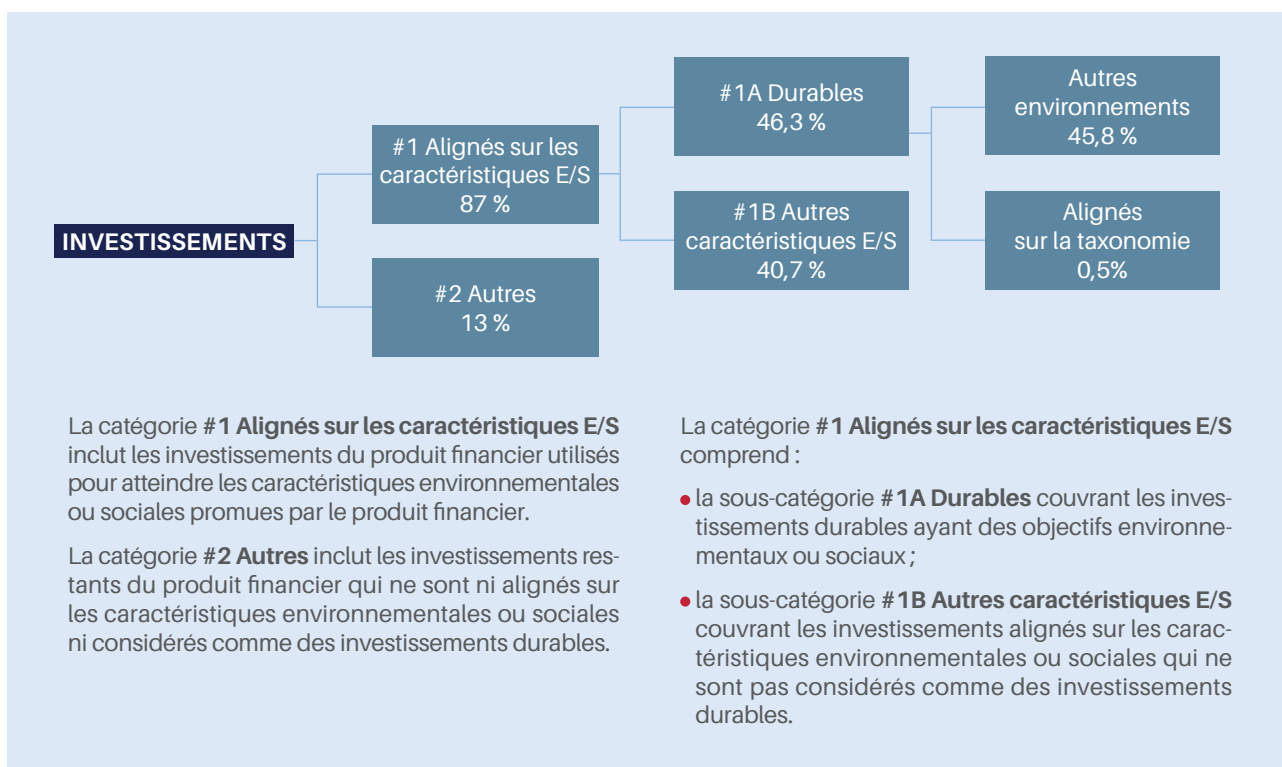 INVESTISSEMENTS
#1 Alignés sur les
caractéristiques E/S
87 %
#2 Autres
13 %
#1A Durables
46,3 %
#1B Autres
caractéristiques E/S
40,7 %
Autres
environnements
45,8 %
Alignés
sur la taxonomie
0,5%
La catégorie #1 Alignés sur les caractéristiques E/S
inclut les investissements du produit financier utilisés
pour atteindre les caractéristiques environnementales
ou sociales promues par le produit financier.
La catégorie #2 Autres inclut les investissements res-
tants du produit financier qui ne sont ni alignés sur
les caractéristiques environnementales ou sociales
ni considérés comme des investissements durables.
La catégorie #1 Alignés sur les caractéristiques E/S
comprend :
• la sous-catégorie #1A Durables couvrant les inves-
tissements durables ayant des objectifs environne-
mentaux ou sociaux ;
• la sous-catégorie #1B Autres caractéristiques E/S
couvrant les investissements alignés sur les carac-
téristiques environnementales ou sociales qui ne
sont pas considérés comme des investissements
durables.